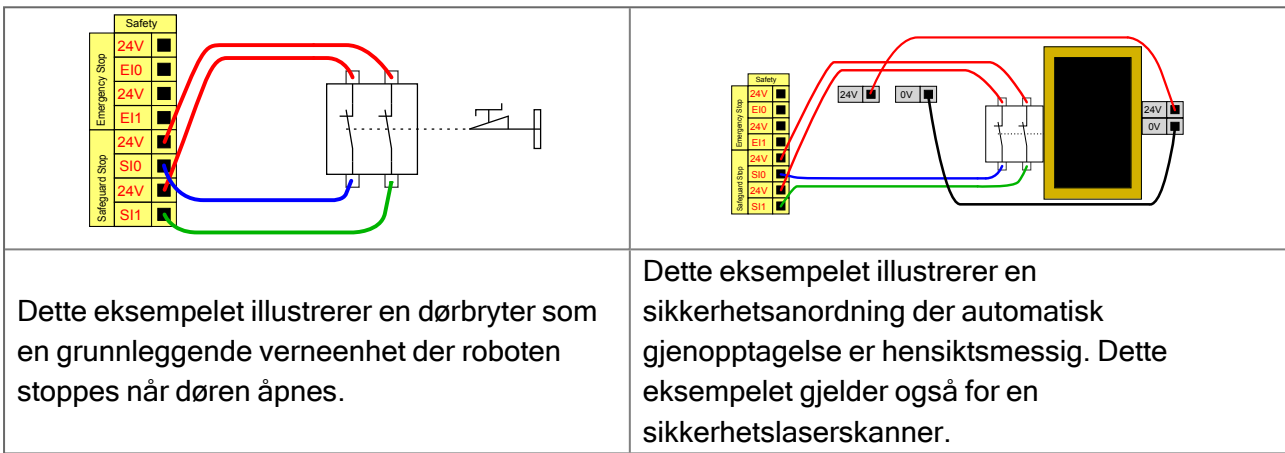 Safety
Emergency Stop
24V
EI0
24V
EI1
Safeguard Stop
24V
SI0
24V
SI1
Safety
Emergency Stop
24V
EI0
24V
EI1
Safeguard Stop
24V
SI0
24V
SI1
24V
0V
24V
0V
Dette eksempelet illustrerer en dørbryter som
en grunnleggende verneenhet der roboten
stoppes når døren åpnes.
Dette eksempelet illustrerer en
sikkerhetsanordning der automatisk
gjenopptagelse er hensiktsmessig. Dette
eksempelet gjelder også for en
sikkerhetslaserskanner.